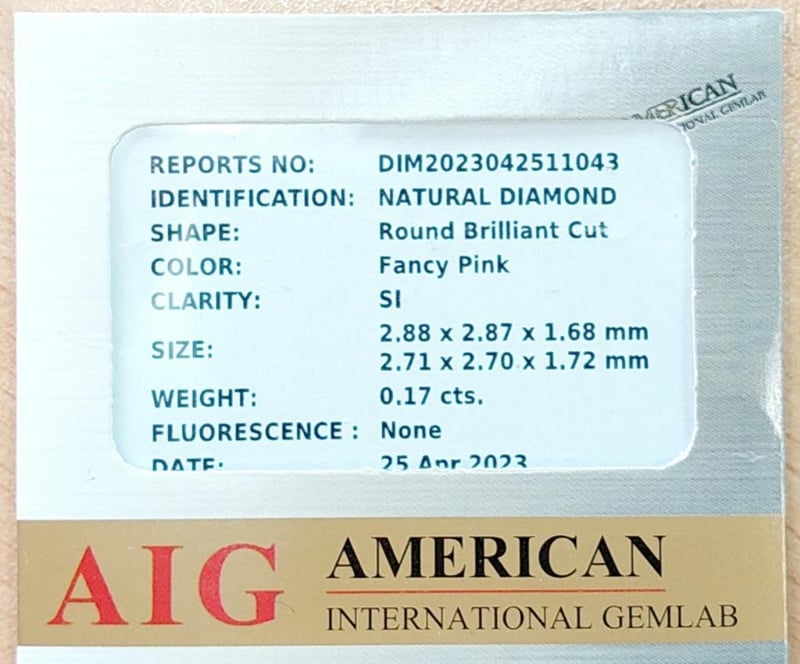 AMERICAN
GEMLAB
REPORTS NO: DIM2023042511043
IDENTIFICATION: NATURAL DIAMOND
SHAPE: Round Brilliant Cut
COLOR: Fancy Pink
CLARITY: SI
SIZE: 2.88 x 2.87 x 1.68 mm
2.71 x 2.70 x 1.72 mm
WEIGHT: 0.17 cts.
FLUORESCENCE : None
DATE: 25 Apr 2023
AIG AMERICAN
INTERNATIONAL GEMLAB